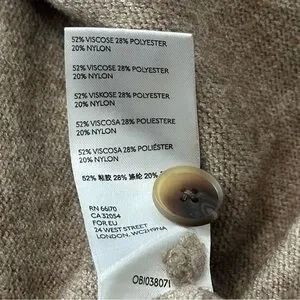 52% VISCOSE 28% POLYESTER
20% NYLON
52% VISCOSE 28% POLYESTER
20% NYLON
52% VISKOSE 28% POLYESTER
20% NYLON
52% VISCOSA 28% POLIESTERE
20% NYLON
52% VISCOSA 28% POLIÉSTER
20% NYLON
52% 粘胶 28% 涤纶 20%
RN 66170
CA 32054
FOR EU
24 WEST STREET
LONDON, WC2H9NA
OBI038071